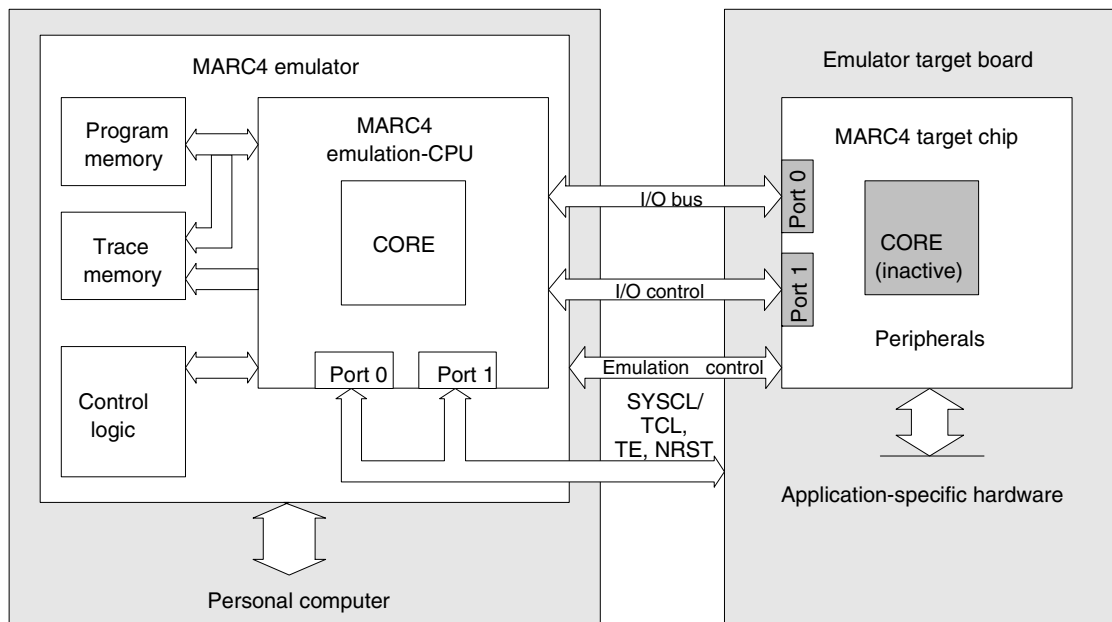 MARC4 emulator
Program
memory
Trace
memory
Control
logic
MARC4
emulation-CPU
CORE
Port 0
Port 1
Personal computer
I/O bus
I/O control
Emulation control
SYSCL/
TCL,
TE, NRST
Emulator target board
MARC4 target chip
Port 0
Port 1
CORE
(inactive)
Peripherals
Application-specific hardware